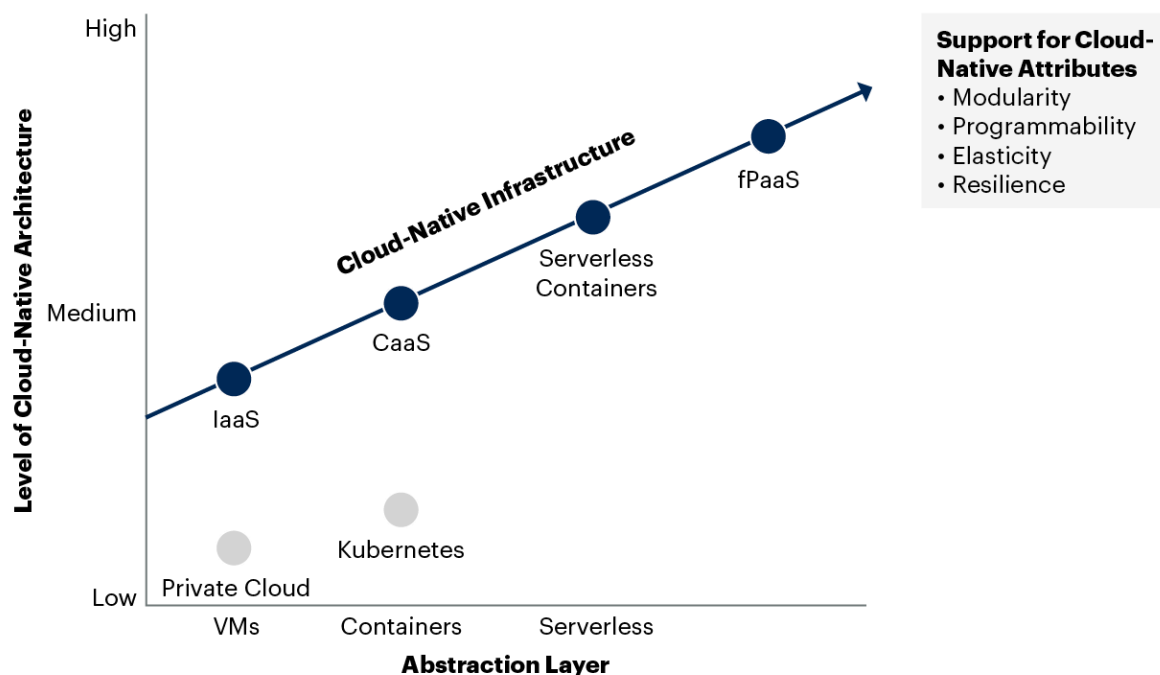 High
Support for Cloud-
Native Attributes
• Modularity
• Programmability
• Elasticity
• Resilience
Level of Cloud-Native Architecture
Cloud-Native Infrastructure
fPaaS
Serverless
Containers
Medium
CaaS
IaaS
Kubernetes
Private Cloud
Low
VMs
Containers
Serverless
Abstraction Layer